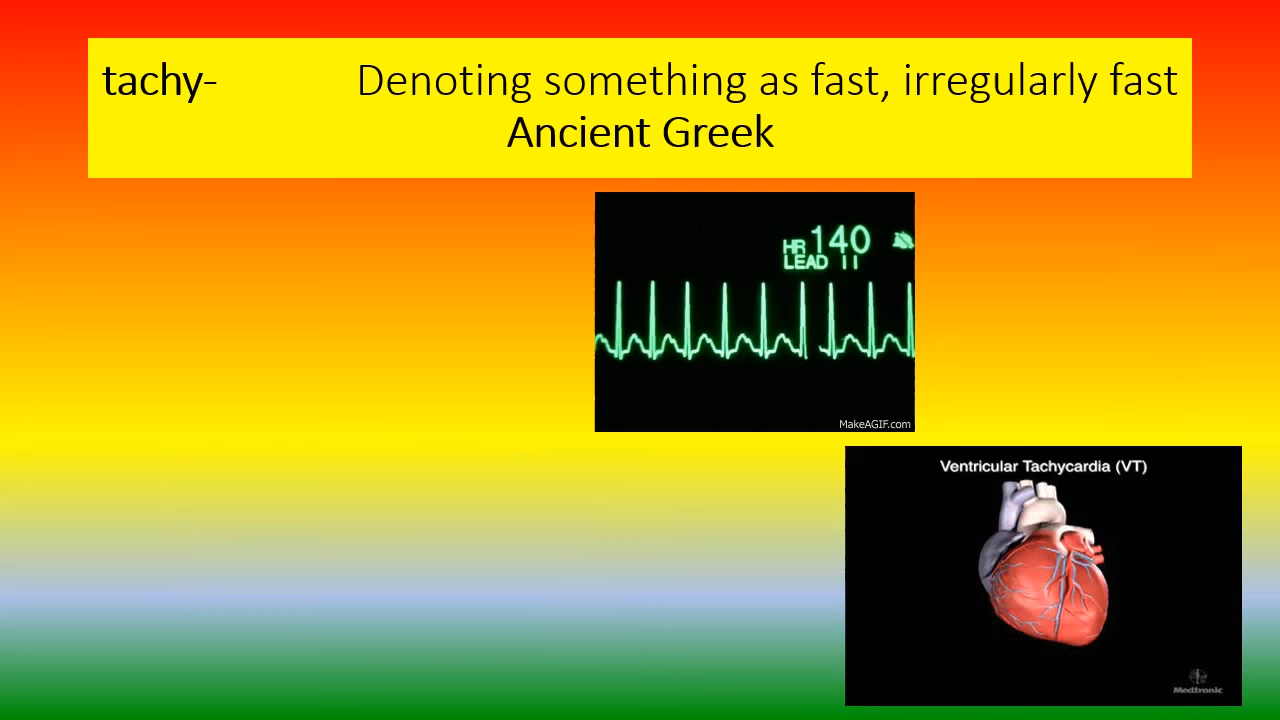 tachy- Denoting something as fast, irregularly fast
Ancient Greek
HR 140
LEAD II
MakeAGIF.com
Ventricular Tachycardia (VT)
Medtronic